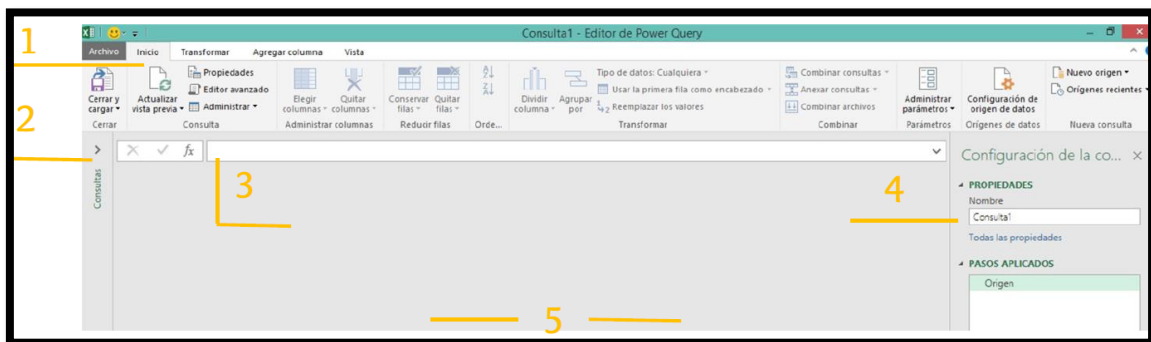 Consulta1 - Editor de Power Query
1
Archivo Inicio Transformar Agregar columna Vista
Cerrar y cargar
Actualizar vista previa
Propiedades
Editor avanzado
Administrar
Elegir columnas
Quitar columnas
Conservar filas
Quitar filas
Dividir columna
Agrupar por
Tipo de datos: Cualquiera
Usar la primera fila como encabezado
Reemplazar los valores
Combinar consultas
Anexar consultas
Combinar archivos
Administrar parámetros
Configuración de origen de datos
Nuevo origen
Orígenes recientes
Cerrar Consulta Administrar columnas Reducir filas Orde... Transformar Combinar Parámetros Orígenes de datos Nueva consulta
2
fx
Consultas
3
4
Configuración de la co...
PROPIEDADES
Nombre
Consulta1
Todas las propiedades
PASOS APLICADOS
Origen
5